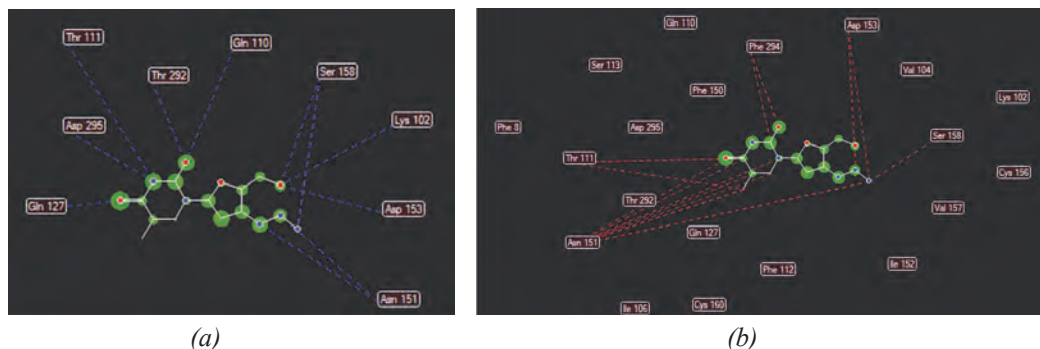 Thr 111
Gln 110
Thr 292
Ser 158
Asp 295
Lys 102
Gln 127
Asp 153
Asn 151
(a)
Gln 110
Asp 153
Phe 294
Ser 113
Val 104
Phe 150
Lys 102
Phe 8
Asp 295
Ser 158
Thr 111
Cys 156
Thr 292
Val 157
Gln 127
Asn 151
Phe 112
Ile 152
Ile 106
Cys 160
(b)